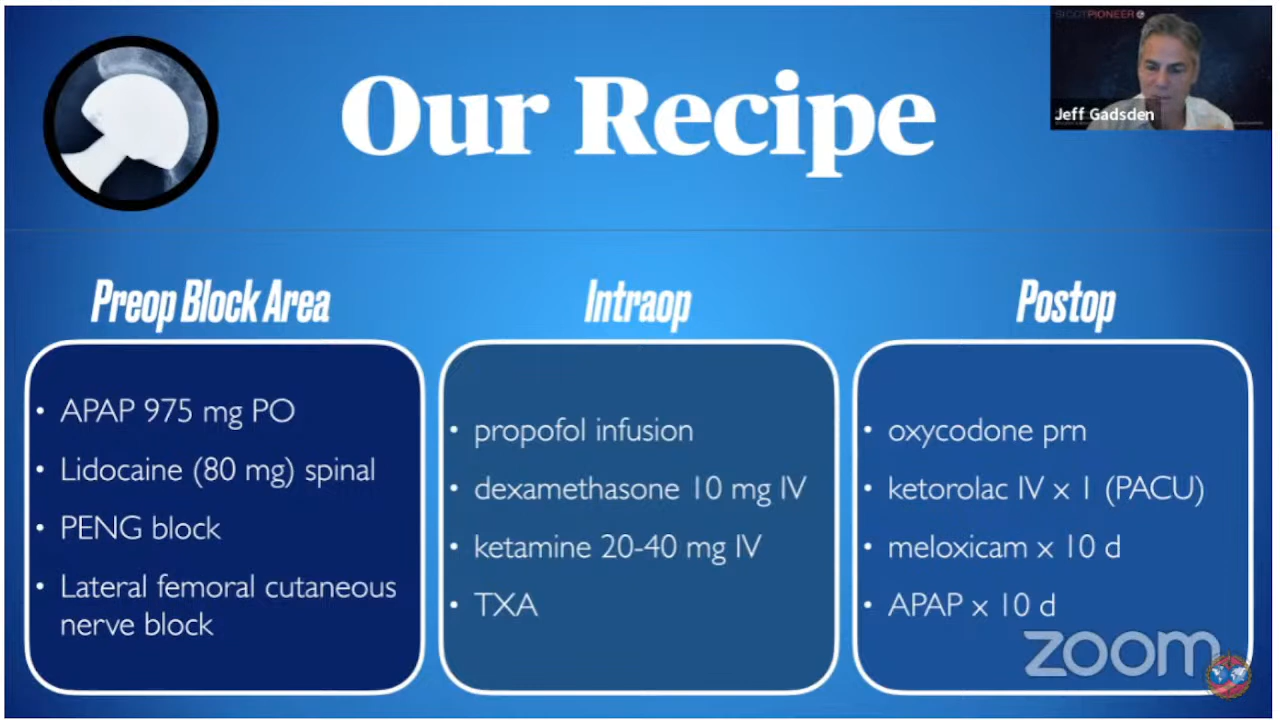 SICOTPIONEER
Jeff Gadsden
Our Recipe
Preop Block Area
• APAP 975 mg PO
• Lidocaine (80 mg) spinal
• PENG block
• Lateral femoral cutaneous
nerve block
Intraop
• propofol infusion
• dexamethasone 10 mg IV
• ketamine 20-40 mg IV
• TXA
Postop
• oxycodone prn
• ketorolac IV x 1 (PACU)
• meloxicam x 10 d
• APAP x 10 d
zoom